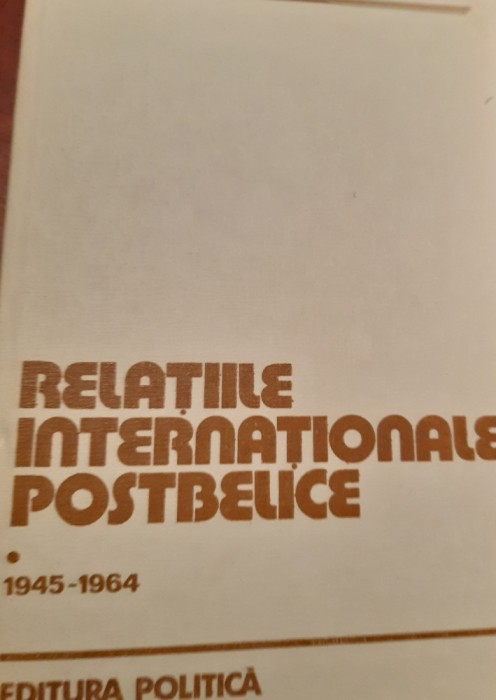 RELAȚIILE
INTERNAȚIONALE
POSTBELICE
•
1945-1964
EDITURA POLITICĂ